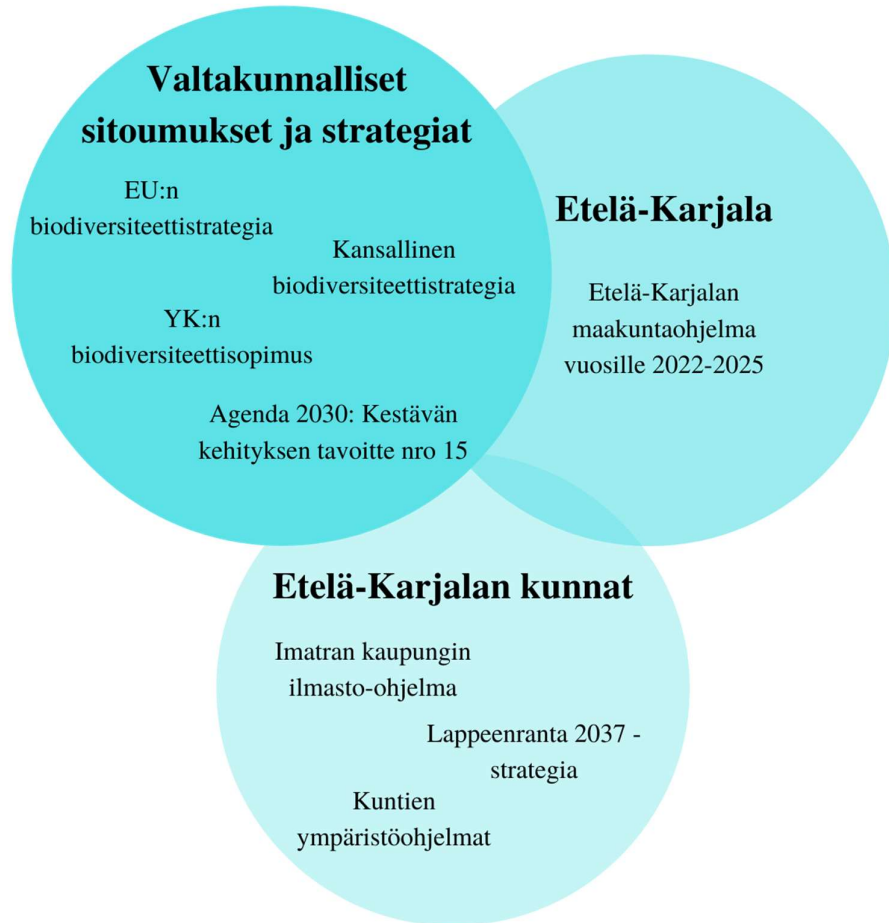 Valtakunnalliset
sitoumukset ja strategiat
EU:n
biodiversiteettistrategia
Kansallinen
biodiversiteettistrategia
YK:n
biodiversiteettisopimus
Agenda 2030: Kestävän
kehityksen tavoitte nro 15
Etelä-Karjala
Etelä-Karjalan
maakuntaohjelma
vuosille 2022-2025
Etelä-Karjalan kunnat
Imatran kaupungin
ilmasto-ohjelma
Lappeenranta 2037 -
strategia
Kuntien
ympäristöohjelmat